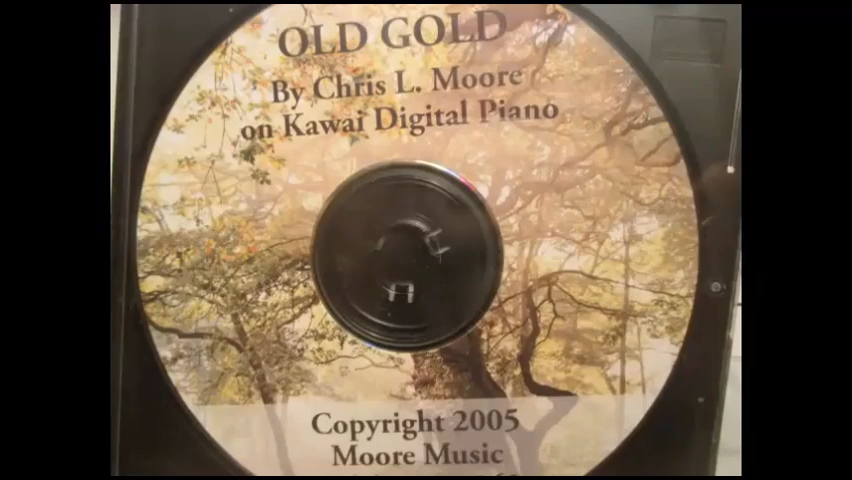 OLD GOLD
By Chris L. Moore
on Kawai Digital Piano
Copyright 2005
Moore Music